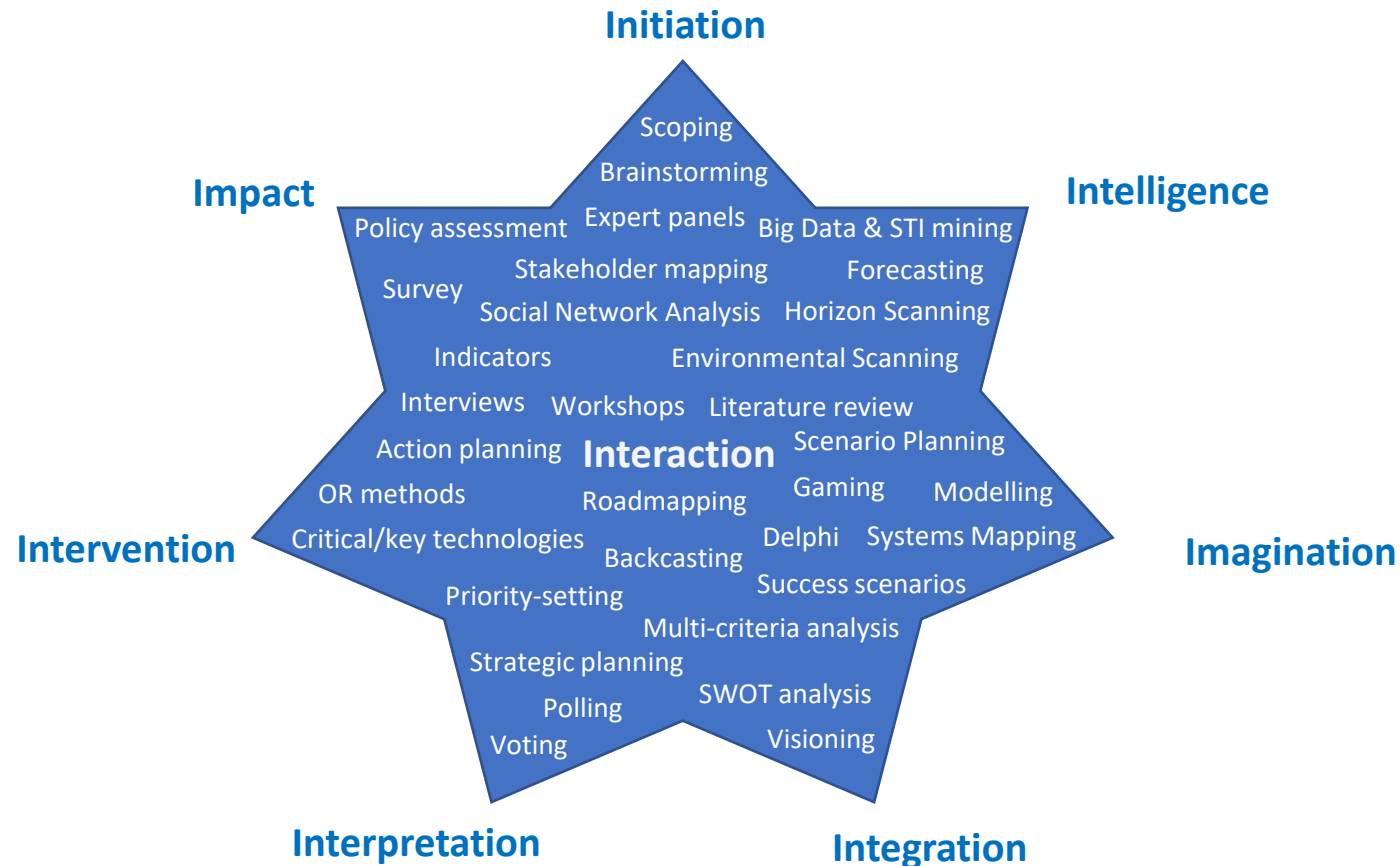 Initiation
Scoping
Brainstorming
Impact
Intelligence
Expert panels
Policy assessment
Big Data & STI mining
Stakeholder mapping
Forecasting
Survey
Social Network Analysis
Horizon Scanning
Indicators
Environmental Scanning
Interviews
Workshops
Literature review
Action planning
Interaction
Scenario Planning
OR methods
Roadmapping
Gaming
Modelling
Intervention
Critical/key technologies
Delphi
Systems Mapping
Imagination
Backcasting
Success scenarios
Priority-setting
Multi-criteria analysis
Strategic planning
SWOT analysis
Polling
Visioning
Voting
Interpretation
Integration